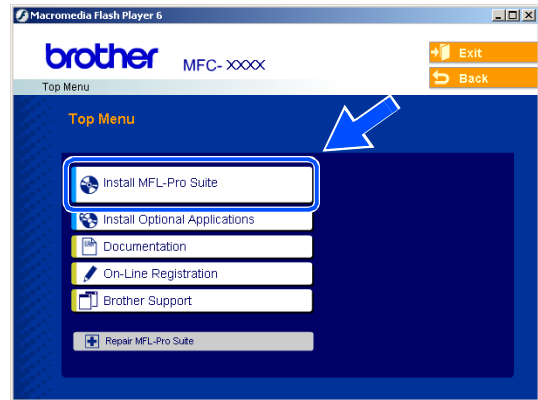 Macromedia Flash Player 6
brother MFC- XXXX
Exit
Back
Top Menu
Top Menu
Install MFL-Pro Suite
Install Optional Applications
Documentation
On-Line Registration
Brother Support
Repair MFL-Pro Suite